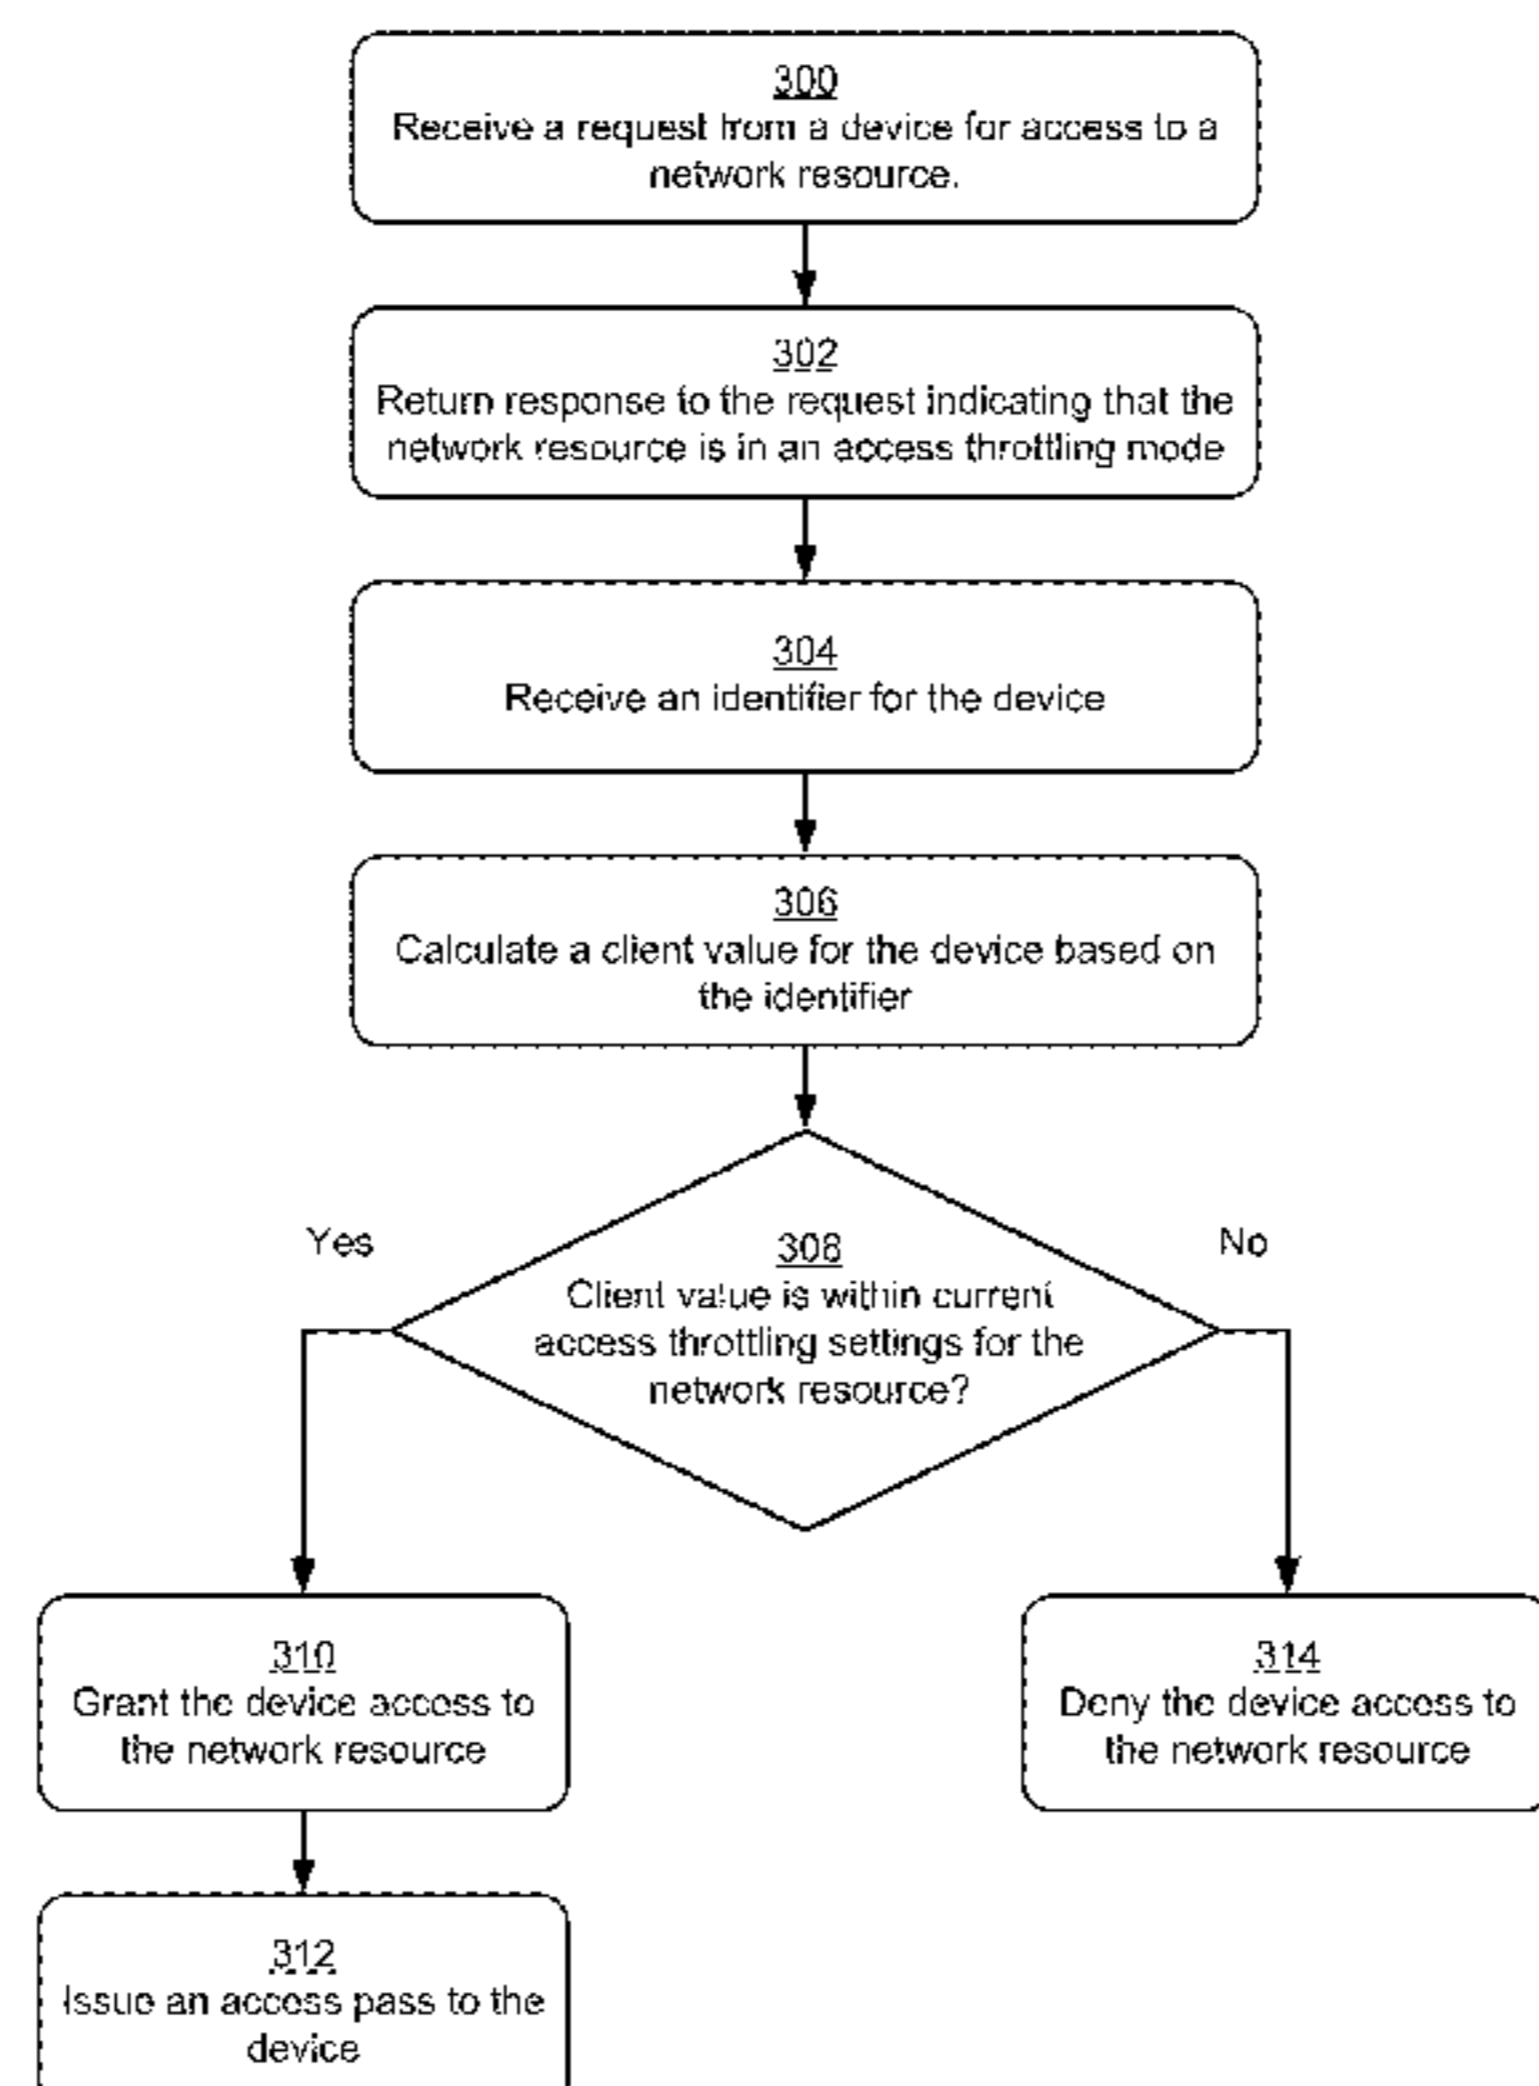 300
Receive a request from a device for access to a
network resource.
302
Return response to the request indicating that the
network resource is in an access throttling mode
304
Receive an identifier for the device
306
Calculate a client value for the device based on
the identifier
Yes
No
308
Client value is within current
access throttling settings for the
network resource?
310
Grant the device access to
the network resource
314
Deny the device access to
the network resource
312
Issue an access pass to the
device